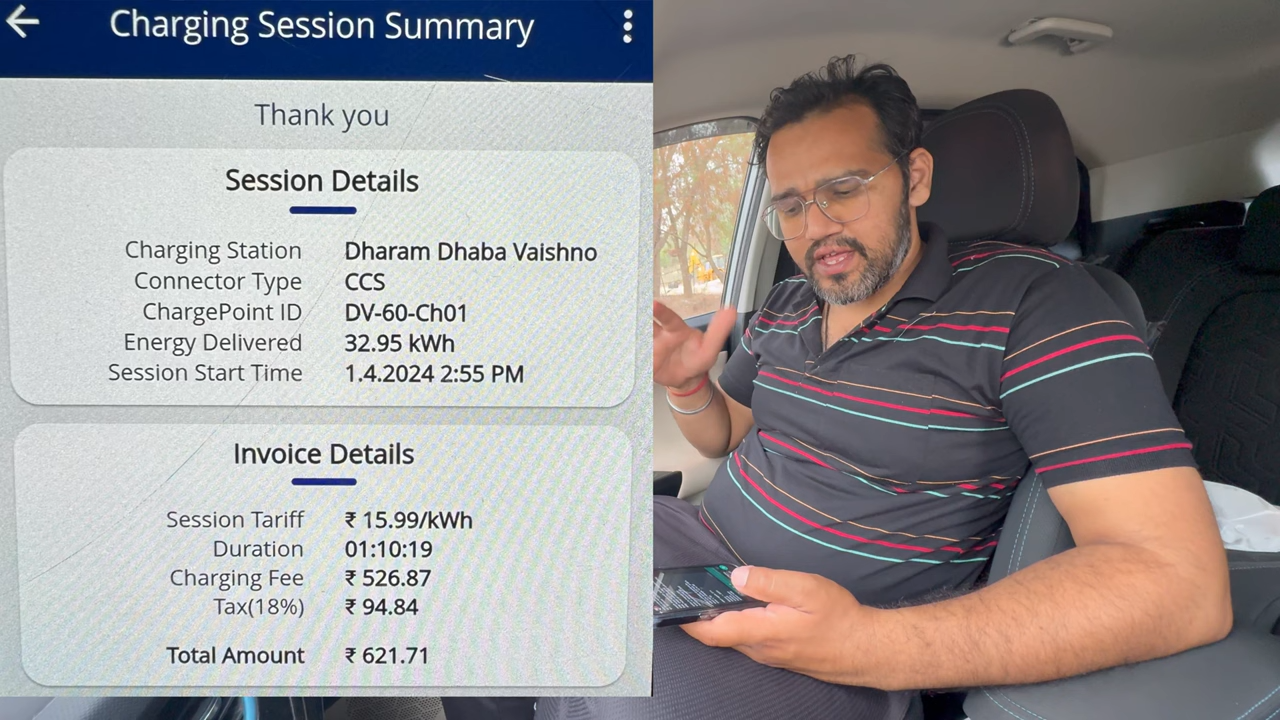 Charging Session Summary
Thank you
Session Details
Charging Station Dharam Dhaba Vaishno
Connector Type CCS
ChargePoint ID DV-60-Ch01
Energy Delivered 32.95 kWh
Session Start Time 1.4.2024 2:55 PM
Invoice Details
Session Tariff ₹ 15.99/kWh
Duration 01:10:19
Charging Fee ₹ 526.87
Tax(18%) ₹ 94.84
Total Amount ₹ 621.71